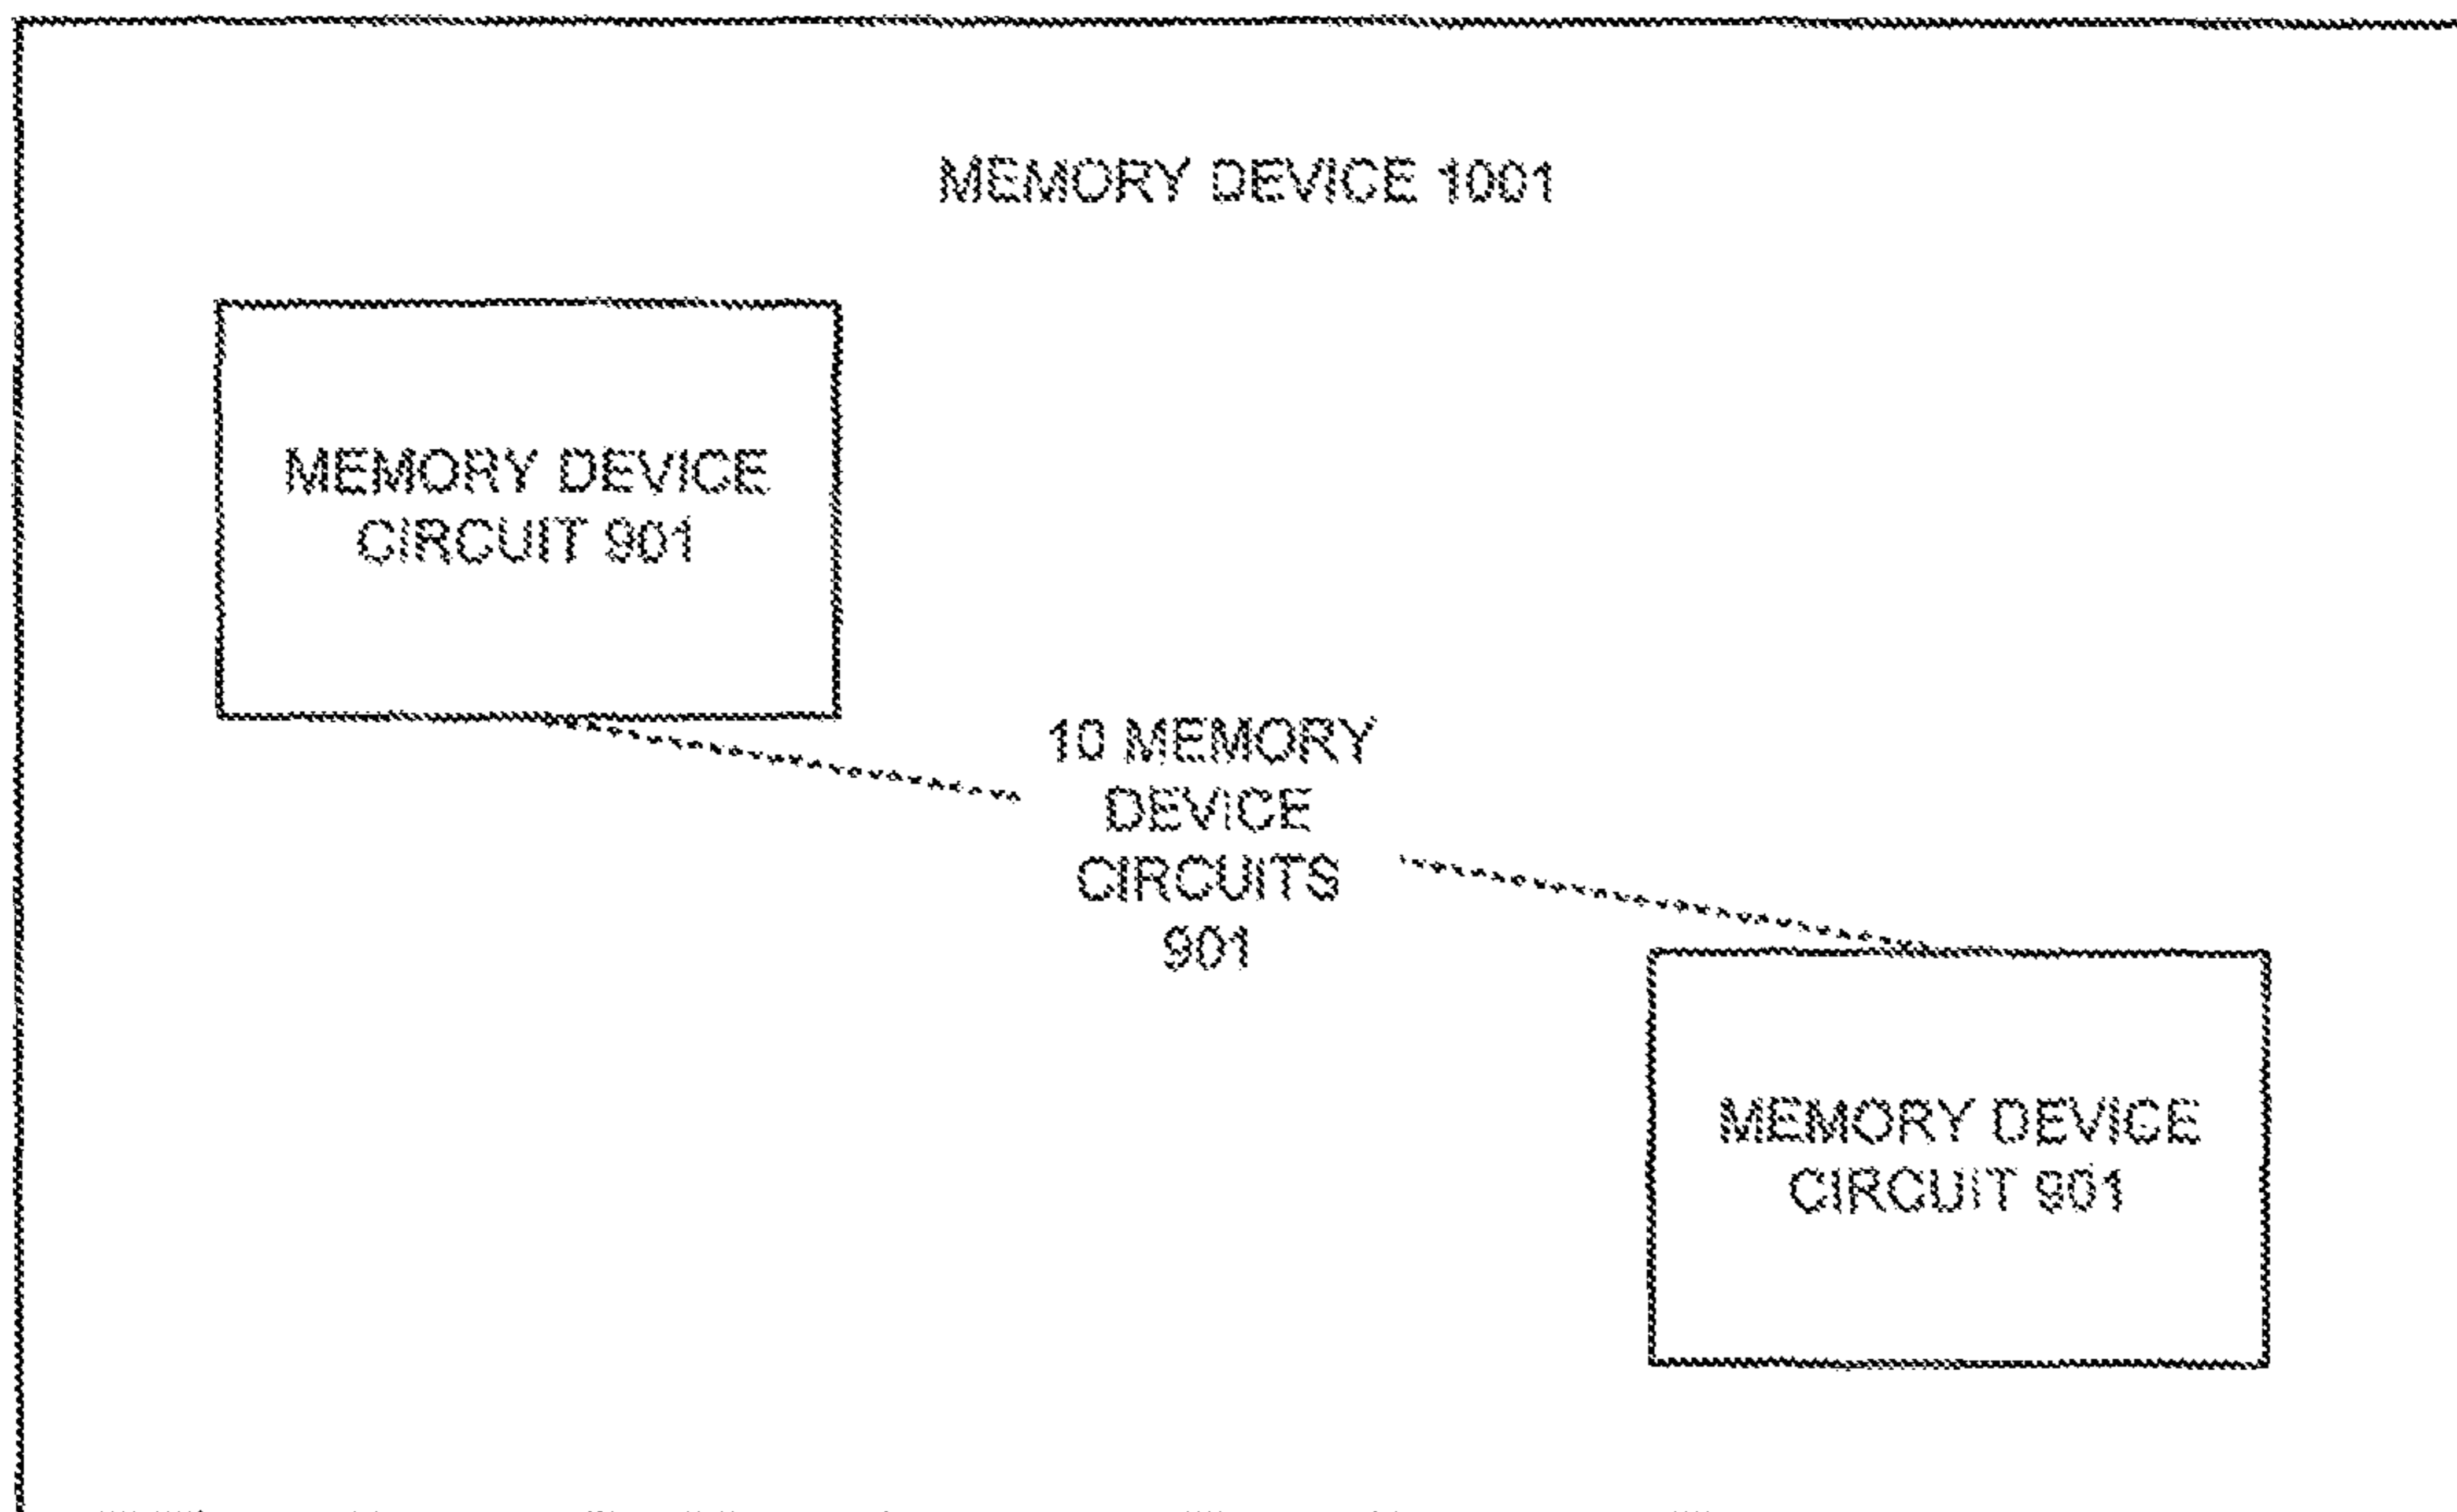 MEMORY DEVICE 1001
MEMORY DEVICE
CIRCUIT 901
10 MEMORY
DEVICE
CIRCUITS
901
MEMORY DEVICE
CIRCUIT 901